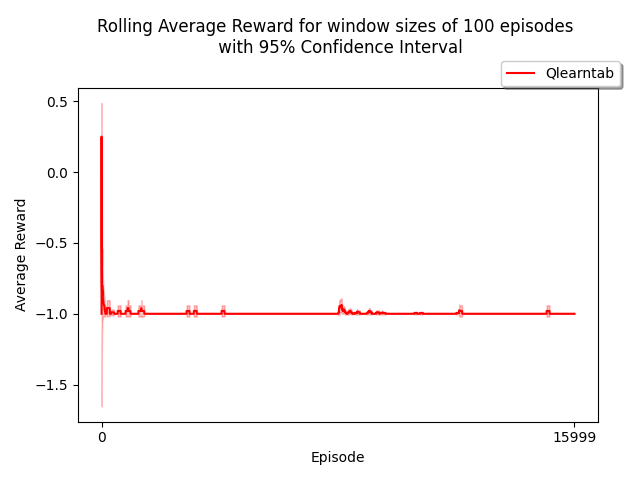 Rolling Average Reward for window sizes of 100 episodes
with 95% Confidence Interval
Qlearntab
0.5
0.0
−0.5
−1.0
−1.5
Average Reward
0
15999
Episode